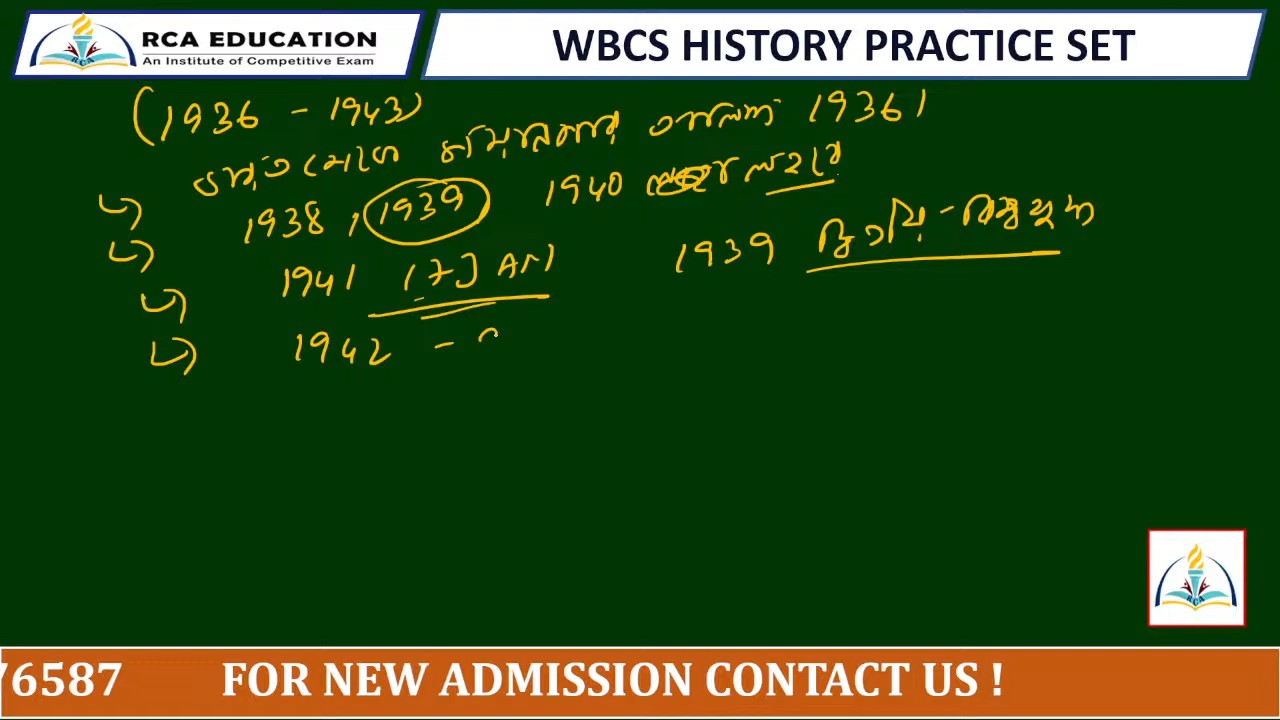 RCA EDUCATION
An Institute of Competitive Exam
WBCS HISTORY PRACTICE SET
(1936 - 1943)
1936।
1938, 1939 1940
1941 17 JAN
1939 দ্বিতীয়-বিশ্বযুদ্ধ
1942 -
RCA
76587 FOR NEW ADMISSION CONTACT US !